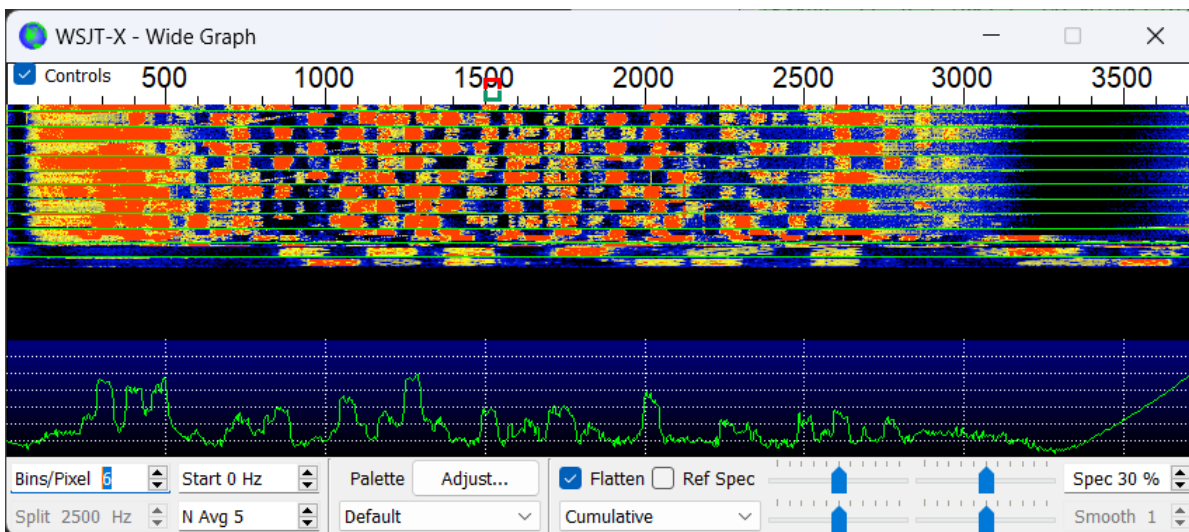 WSJT-X - Wide Graph
Controls 500 1000 1500 2000 2500 3000 3500
Bins/Pixel 6 Start 0 Hz Palette Adjust... Flatten Ref Spec Spec 30 %
Split 2500 Hz N Avg 5 Default Cumulative Smooth 1